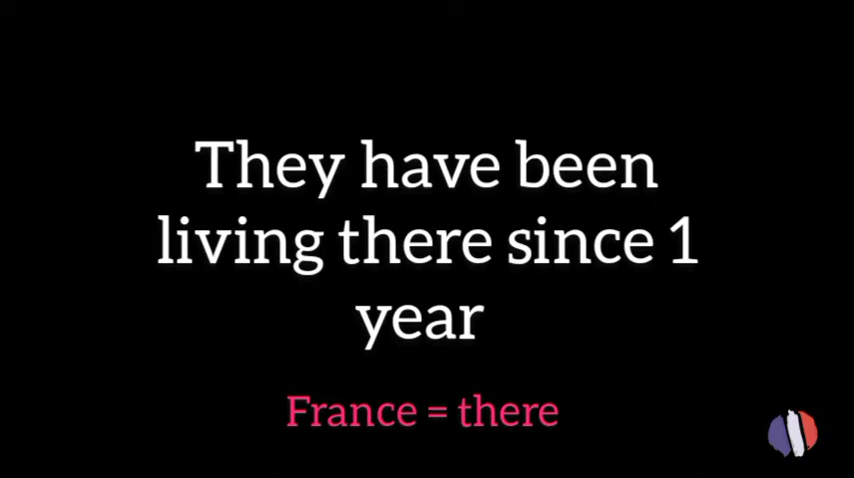 They have been
living there since 1
year
France = there